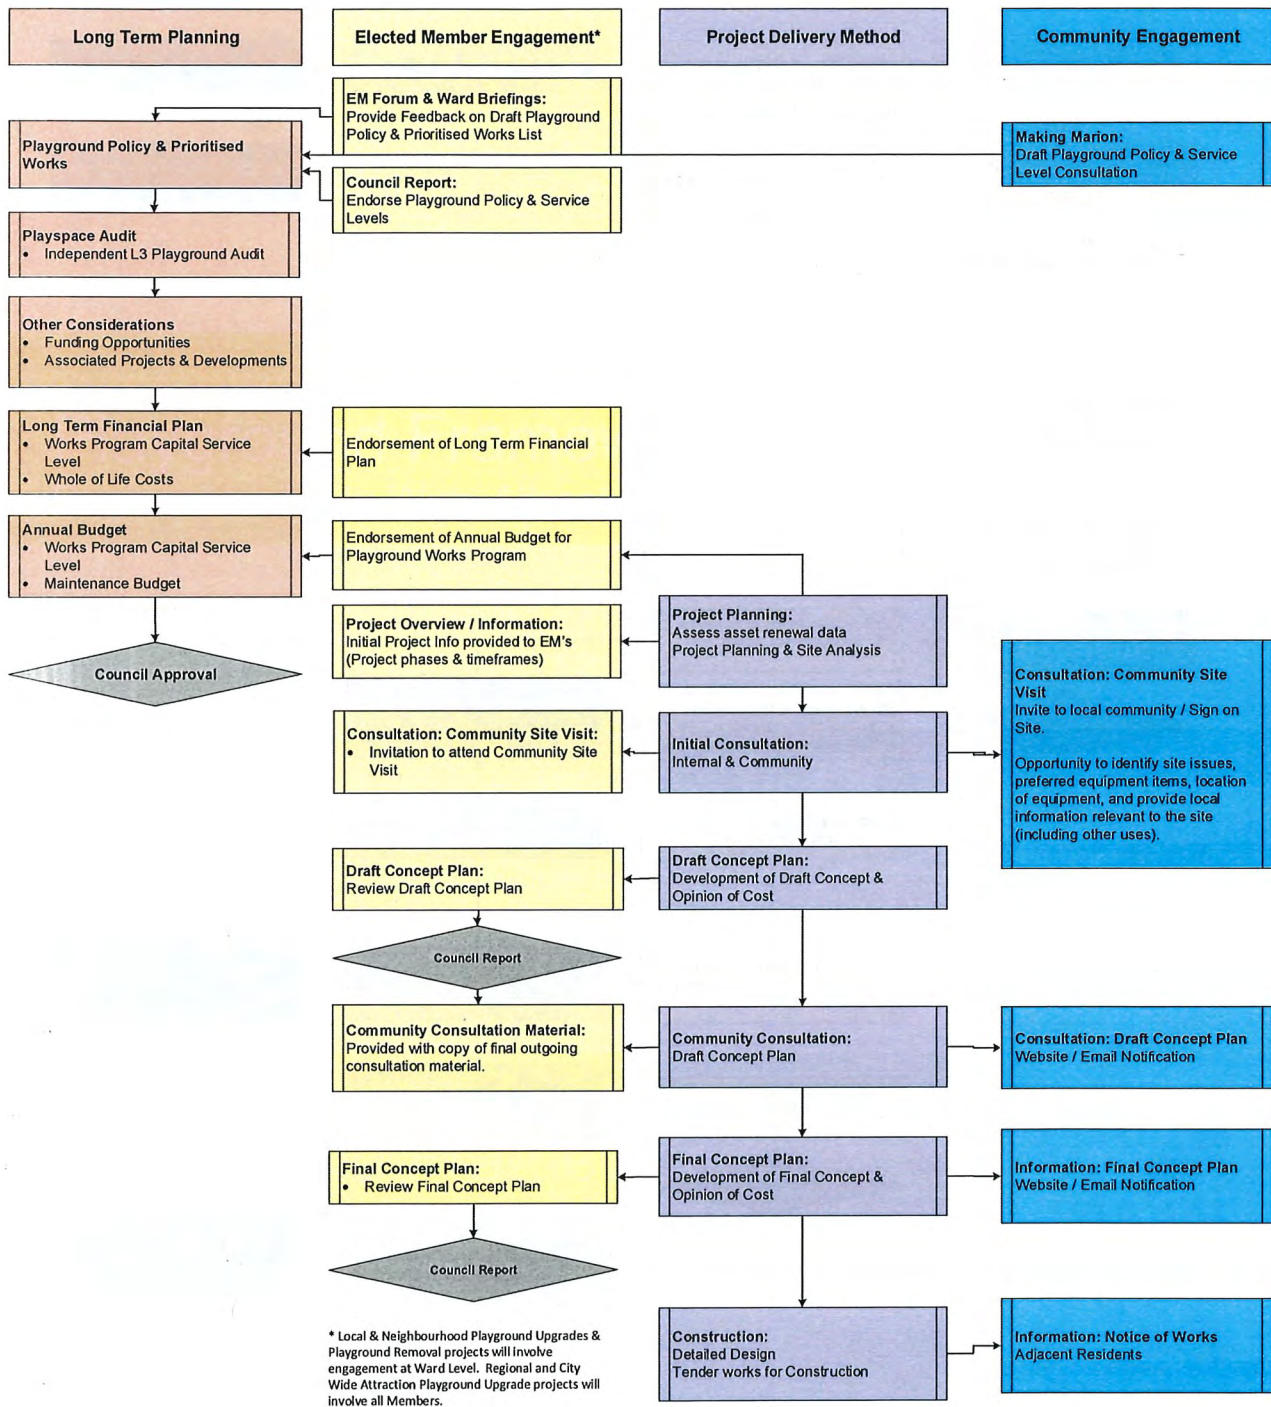 Long Term Planning
Elected Member Engagement*
Project Delivery Method
Community Engagement
Playground Policy & Prioritised
Works
Playspace Audit
• Independent L3 Playground Audit
Other Considerations
• Funding Opportunities
• Associated Projects & Developments
Long Term Financial Plan
• Works Program Capital Service
Level
• Whole of Life Costs
Annual Budget
• Works Program Capital Service
Level
• Maintenance Budget
Council Approval
EM Forum & Ward Briefings:
Provide Feedback on Draft Playground
Policy & Prioritised Works List
Council Report:
Endorse Playground Policy & Service
Levels
Endorsement of Long Term Financial
Plan
Endorsement of Annual Budget for
Playground Works Program
Project Overview / Information:
Initial Project Info provided to EM's
(Project phases & timeframes)
Consultation: Community Site Visit:
• Invitation to attend Community Site
Visit
Draft Concept Plan:
Review Draft Concept Plan
Council Report
Community Consultation Material:
Provided with copy of final outgoing
consultation material.
Final Concept Plan:
• Review Final Concept Plan
Council Report
* Local & Neighbourhood Playground Upgrades &
Playground Removal projects will involve
engagement at Ward Level. Regional and City
Wide Attraction Playground Upgrade projects will
involve all Members.
Project Planning:
Assess asset renewal data
Project Planning & Site Analysis
Initial Consultation:
Internal & Community
Draft Concept Plan:
Development of Draft Concept &
Opinion of Cost
Community Consultation:
Draft Concept Plan
Final Concept Plan:
Development of Final Concept &
Opinion of Cost
Construction:
Detailed Design
Tender works for Construction
Making Marion:
Draft Playground Policy & Service
Level Consultation
Consultation: Community Site
Visit
Invite to local community / Sign on
Site.
Opportunity to identify site issues,
preferred equipment items, location
of equipment, and provide local
information relevant to the site
(including other uses).
Consultation: Draft Concept Plan
Website / Email Notification
Information: Final Concept Plan
Website / Email Notification
Information: Notice of Works
Adjacent Residents